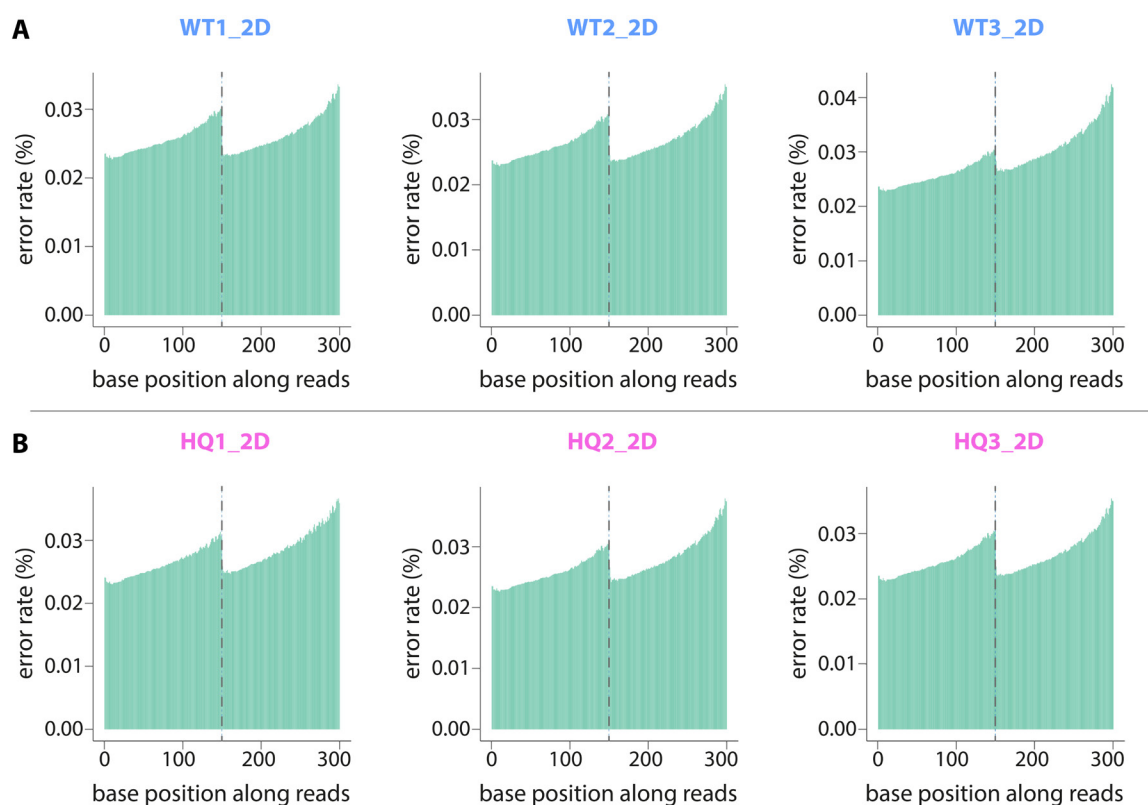 A
WT1_2D
WT2_2D
WT3_2D
error rate (%)
0.03
0.02
0.01
0.00
0
100
200
300
base position along reads
error rate (%)
0.03
0.02
0.01
0.00
0
100
200
300
base position along reads
error rate (%)
0.04
0.03
0.02
0.01
0.00
0
100
200
300
base position along reads
B
HQ1_2D
HQ2_2D
HQ3_2D
error rate (%)
0.03
0.02
0.01
0.00
0
100
200
300
base position along reads
error rate (%)
0.03
0.02
0.01
0.00
0
100
200
300
base position along reads
error rate (%)
0.03
0.02
0.01
0.00
0
100
200
300
base position along reads